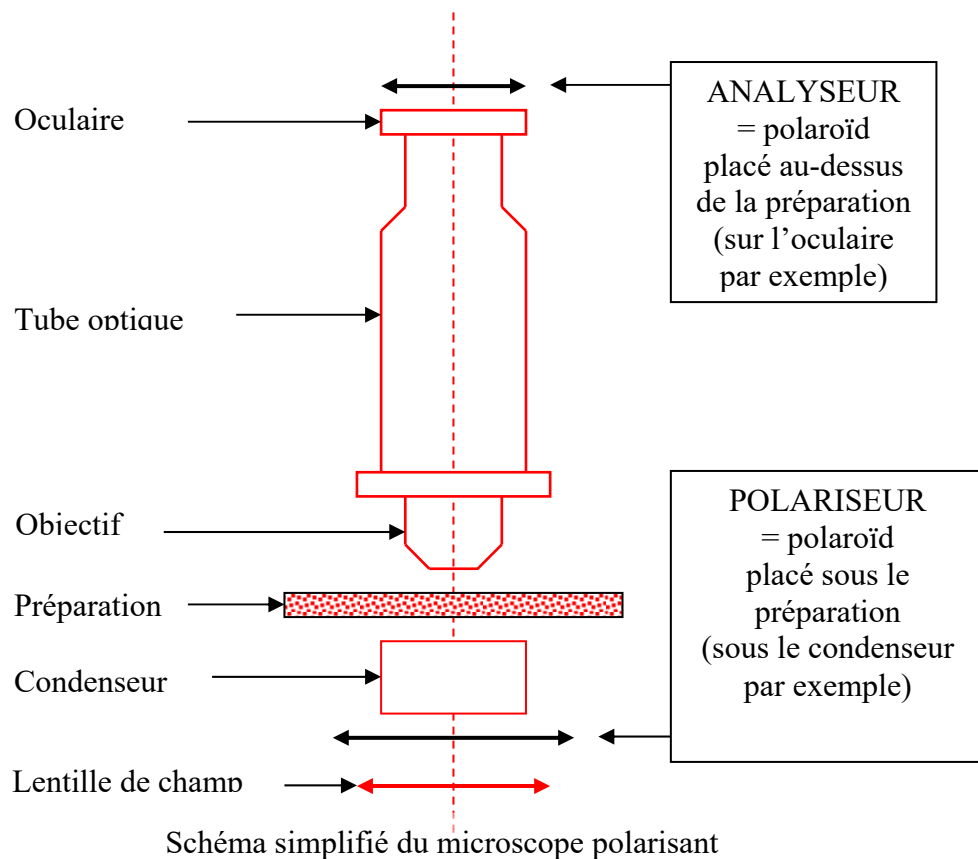 Oculaire
ANALYSEUR
= polaroïd
placé au-dessus
de la préparation
(sur l’oculaire
par exemple)
Tube optique
Objectif
POLARISEUR
= polaroïd
placé sous le
préparation
(sous le condenseur
par exemple)
Préparation
Condenseur
Lentille de champ
Schéma simplifié du microscope polarisant